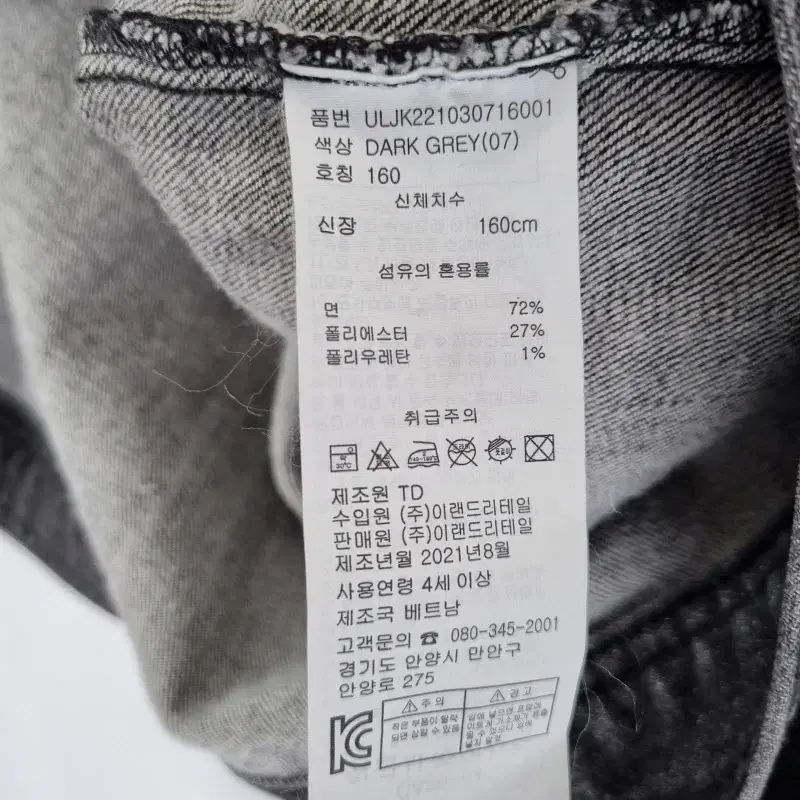 품번 ULJK221030716001
색상 DARK GREY(07)
호칭 160
신체치수
신장 160cm
섬유의 혼용률
면 72%
폴리에스터 27%
폴리우레탄 1%
취급주의
약 30℃
제조원 TD
수입원 (주)이랜드리테일
판매원 (주)이랜드리테일
제조년월 2021년8월
사용연령 4세 이상
제조국 베트남
고객문의 ☎ 080-345-2001
경기도 안양시 만안구
안양로 275
주의
경고